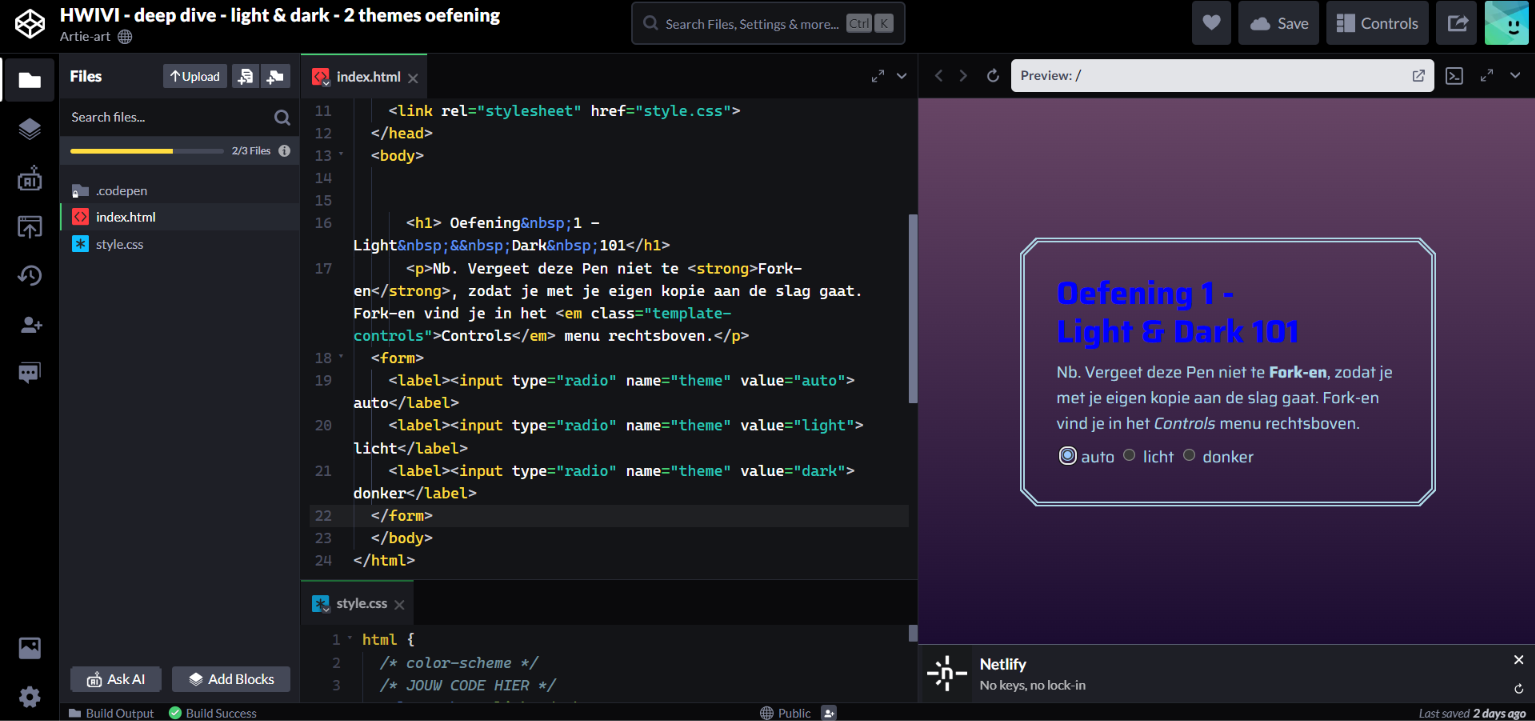 HWIVI - deep dive - light & dark - 2 themes oefening
Artie-art
Search Files, Settings & more... Ctrl K
Save
Controls
Files
Upload
Search files...
2/3 Files
.codepen
index.html
style.css
Ask AI
Add Blocks
index.html
11 <link rel="stylesheet" href="style.css">
12 </head>
13 <body>
14
15
16 <h1> Oefening&nbsp;1 -
Light&nbsp;&&nbsp;Dark&nbsp;101</h1>
17 <p>Nb. Vergeet deze Pen niet te <strong>Fork-
en</strong>, zodat je met je eigen kopie aan de slag gaat.
Fork-en vind je in het <em class="template-
controls">Controls</em> menu rechtsboven.</p>
18 <form>
19 <label><input type="radio" name="theme" value="auto">
auto</label>
20 <label><input type="radio" name="theme" value="light">
licht</label>
21 <label><input type="radio" name="theme" value="dark">
donker</label>
22 </form>
23 </body>
24 </html>
style.css
1 html {
2 /* color-scheme */
3 /* JOUW CODE HIER */
Preview: /
Oefening 1 -
Light & Dark 101
Nb. Vergeet deze Pen niet te Fork-en, zodat je
met je eigen kopie aan de slag gaat. Fork-en
vind je in het Controls menu rechtsboven.
auto licht donker
Netlify
No keys, no lock-in
Build Output
Build Success
Public
Last saved 2 days ago